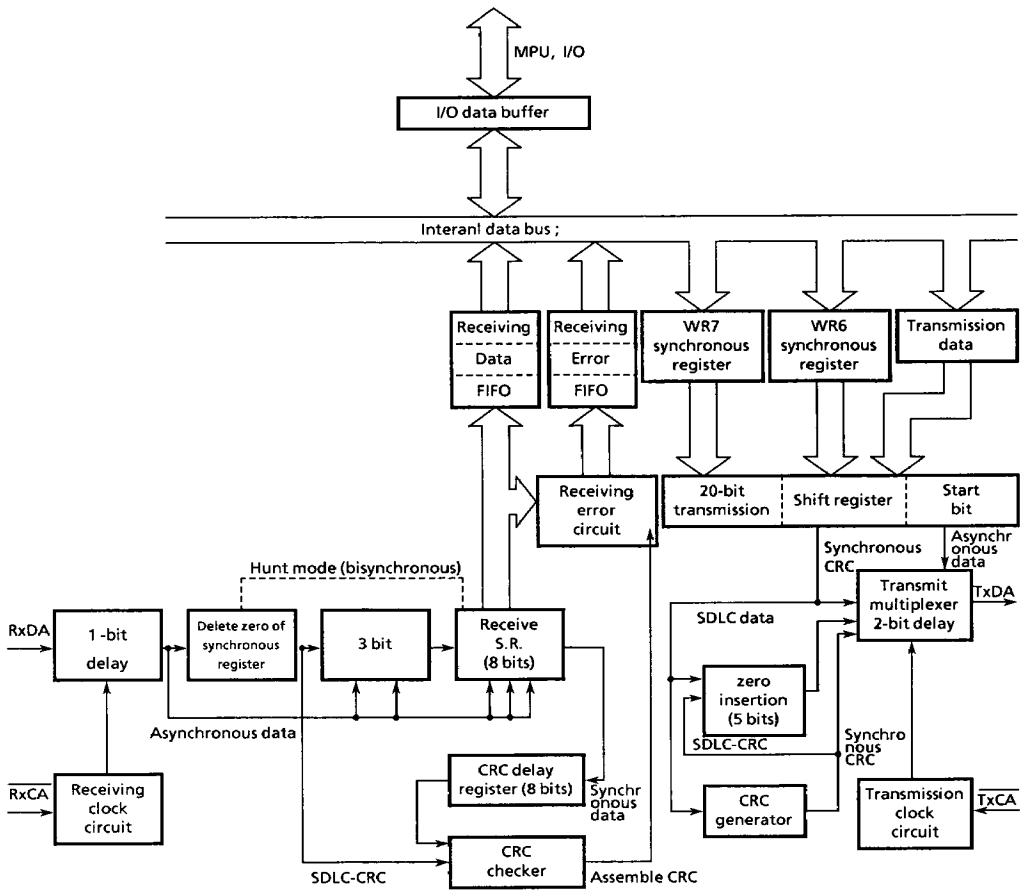 MPU, I/O
I/O data buffer
Interanl data bus ;
Receiving
Data
FIFO
Receiving
Error
FIFO
WR7
synchronous
register
WR6
synchronous
register
Transmission
data
Receiving
error
circuit
20-bit
transmission
Shift register
Start
bit
Synchronous
CRC
Asynchr
onous
data
Hunt mode (bisynchronous)
RxDA
1-bit
delay
Delete zero of
synchronous
register
3 bit
Receive
S.R.
(8 bits)
SDLC data
Transmit
multiplexer
2-bit delay
TxDA
zero
insertion
(5 bits)
SDLC-CRC
Synchro
nous
CRC
Asynchronous data
RxCA
Receiving
clock
circuit
CRC delay
register (8 bits)
Synchr
onous
data
CRC
generator
Transmission
clock
circuit
TxCA
CRC
checker
SDLC-CRC
Assemble CRC